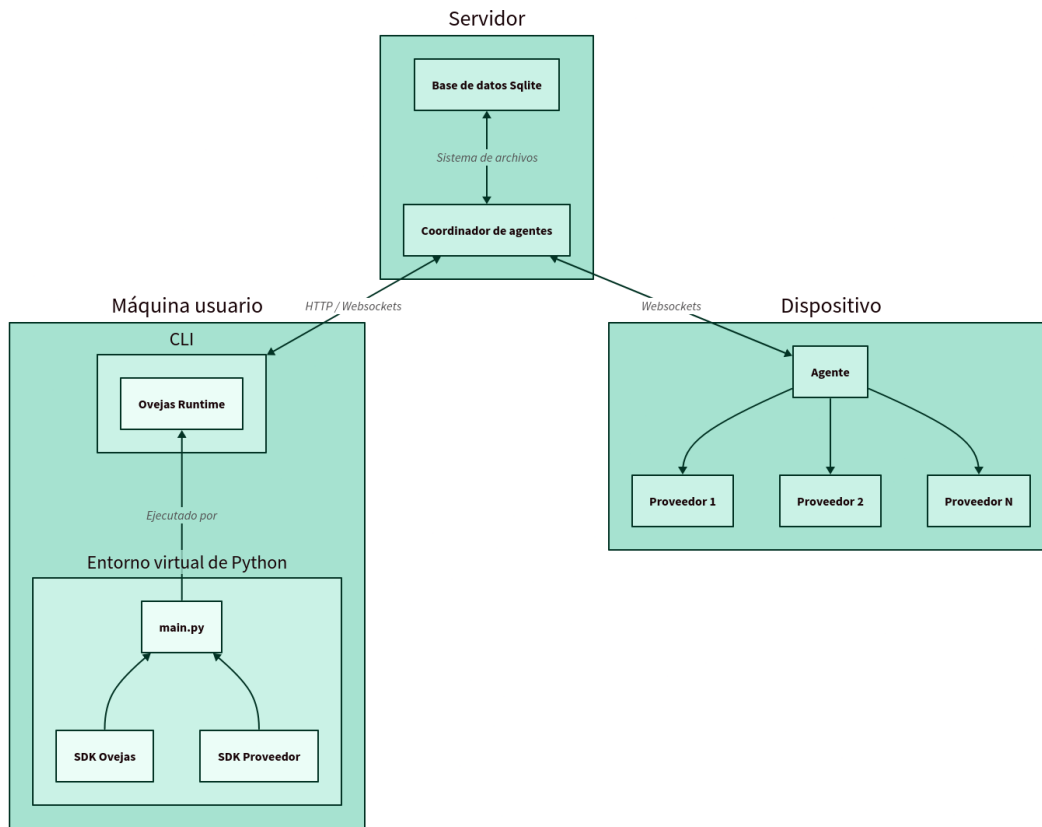 Servidor
Base de datos Sqlite
Sistema de archivos
Coordinador de agentes
HTTP / Websockets
Websockets
Máquina usuario
Dispositivo
CLI
Ovejas Runtime
Agente
Proveedor 1
Proveedor 2
Proveedor N
Ejecutado por
Entorno virtual de Python
main.py
SDK Ovejas
SDK Proveedor